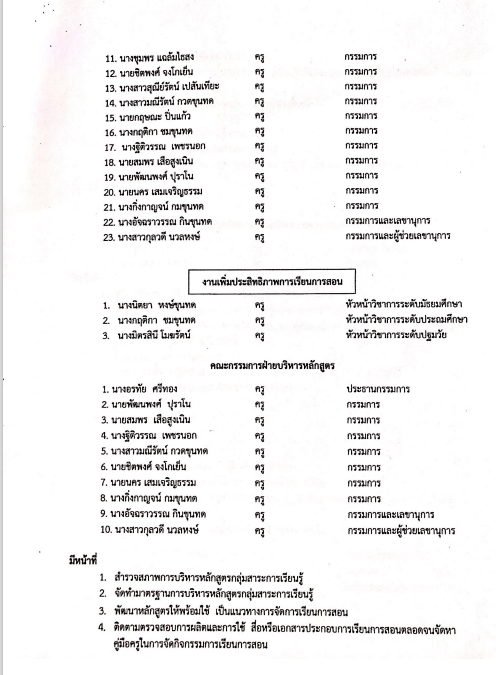 11. นางชุมพร แฉล้มไธสง ครู กรรมการ
12. นายชิตพงศ์ จงโกเย็น ครู กรรมการ
13. นางสาวสุณีย์รัตน์ เปสันเทียะ ครู กรรมการ
14. นางสาวมณีรัตน์ กวดขุนทด ครู กรรมการ
15. นายกฤษณะ ปิ่นแก้ว ครู กรรมการ
16. นางกฤติกา ชมขุนทด ครู กรรมการ
17. นางฐิติวรรณ เพชรนอก ครู กรรมการ
18. นายสมพร เสือสูงเนิน ครู กรรมการ
19. นายพัฒนพงศ์ ปุราโน ครู กรรมการ
20. นายนคร เสมเจริญธรรม ครู กรรมการ
21. นางกิ่งกาญจน์ กมขุนทด ครู กรรมการ
22. นางอัจฉราวรรณ กินขุนทด ครู กรรมการและเลขานุการ
23. นางสาวกุลวดี นวลหงษ์ ครู กรรมการและผู้ช่วยเลขานุการ
งานเพิ่มประสิทธิภาพการเรียนการสอน
1. นางนิตยา หงษ์ขุนทด ครู หัวหน้าวิชาการระดับมัธยมศึกษา
2. นางกฤติกา ชมขุนทด ครู หัวหน้าวิชาการระดับประถมศึกษา
3. นางมิตรสินี โมฆรัตน์ ครู หัวหน้าวิชาการระดับปฐมวัย
คณะกรรมการฝ่ายบริหารหลักสูตร
1. นางอรทัย ศรีทอง ครู ประธานกรรมการ
2. นายพัฒนพงศ์ ปุราโน ครู กรรมการ
3. นายสมพร เสือสูงเนิน ครู กรรมการ
4. นางฐิติวรรณ เพชรนอก ครู กรรมการ
5. นางสาวมณีรัตน์ กวดขุนทด ครู กรรมการ
6. นายชิตพงศ์ จงโกเย็น ครู กรรมการ
7. นายนคร เสมเจริญธรรม ครู กรรมการ
8. นางกิ่งกาญจน์ กมขุนทด ครู กรรมการ
9. นางอัจฉราวรรณ กินขุนทด ครู กรรมการและเลขานุการ
10. นางสาวกุลวดี นวลหงษ์ ครู กรรมการและผู้ช่วยเลขานุการ
มีหน้าที่
1. สำรวจสภาพการบริหารหลักสูตรกลุ่มสาระการเรียนรู้
2. จัดทำมาตรฐานการบริหารหลักสูตรกลุ่มสาระการเรียนรู้
3. พัฒนาหลักสูตรให้พร้อมใช้ เป็นแนวทางการจัดการเรียนการสอน
4. ติดตามตรวจสอบการผลิตและการใช้ สื่อหรือเอกสารประกอบการเรียนการสอนตลอดจนจัดหา
คู่มือครูในการจัดกิจกรรมการเรียนการสอน